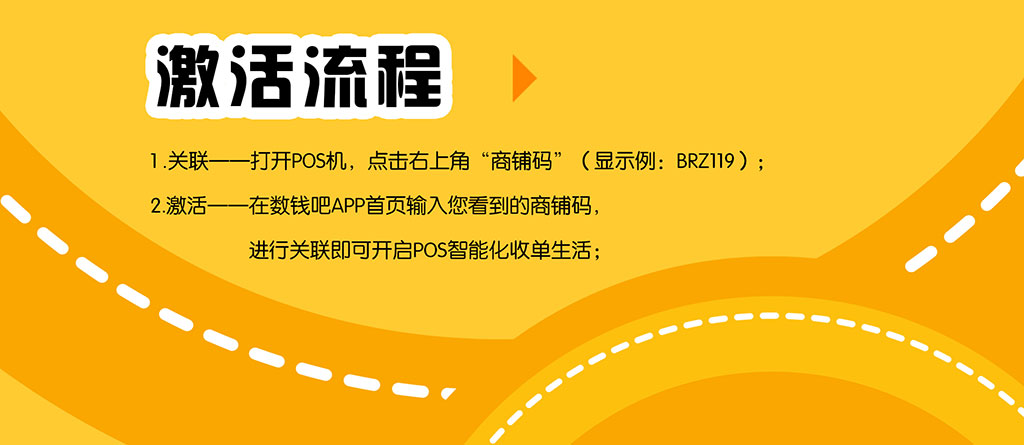 激活流程
1.关联——打开POS机，点击右上角“商铺码”（显示例：BRZ119）；
2.激活——在数钱吧APP首页输入您看到的商铺码，
进行关联即可开启POS智能化收单生活；